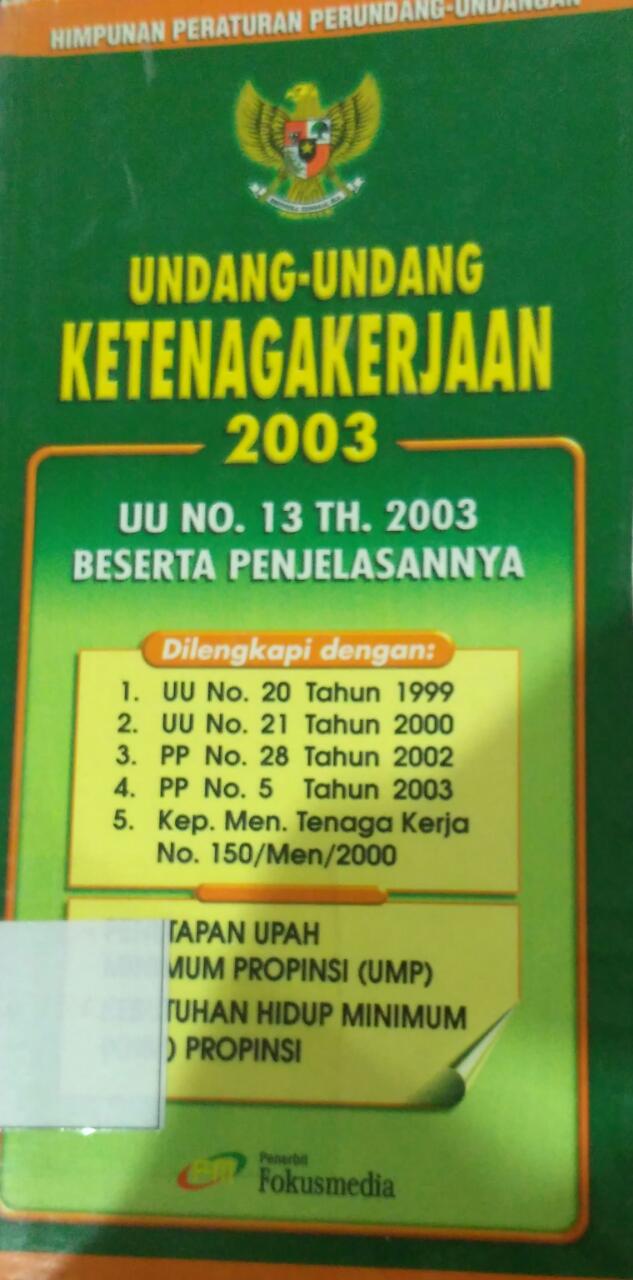 HIMPUNAN PERATURAN PERUNDANG-UNDANGAN
UNDANG-UNDANG
KETENAGAKERJAAN
2003
UU NO. 13 TH. 2003
BESERTA PENJELASANNYA
Dilengkapi dengan:
1. UU No. 20 Tahun 1999
2. UU No. 21 Tahun 2000
3. PP No. 28 Tahun 2002
4. PP No. 5 Tahun 2003
5. Kep. Men. Tenaga Kerja
No. 150/Men/2000
PENETAPAN UPAH
MINIMUM PROPINSI (UMP)
KEBUTUHAN HIDUP MINIMUM
) PROPINSI
Penerbit
Fokusmedia